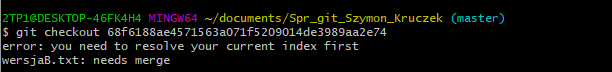 2TP1@DESKTOP-46FK4H4 MINGW64 ~/documents/Spr_git_Szymon_Kruczek (master)
$ git checkout 68f6188ae4571563a071f5209014de3989aa2e74
error: you need to resolve your current index first
wersjaB.txt: needs merge